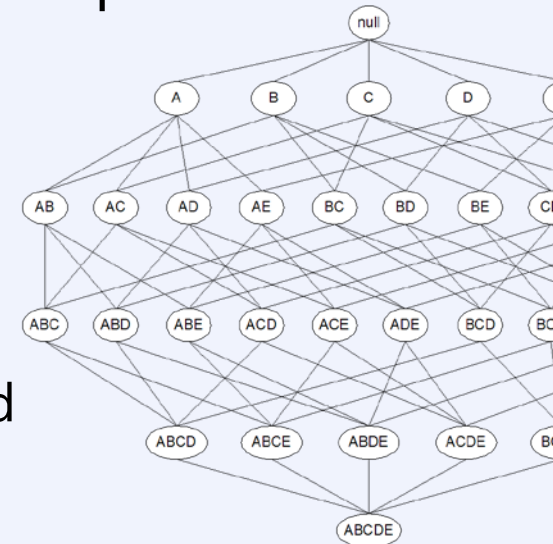 null
A B C D
AB AC AD AE BC BD BE
ABC ABD ABE ACD ACE ADE BCD
d
ABCD ABCE ABDE ACDE
ABCDE